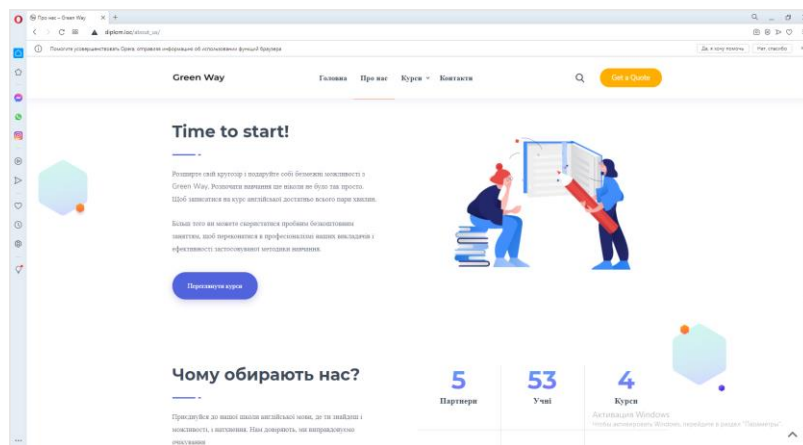 Про нас – Green Way
diplom.loc/about_us/
Помогите усовершенствовать Opera, отправляя информацию об использовании функций браузера
Да, я хочу помочь
Нет, спасибо
Green Way
Головна
Про нас
Курси
Контакти
Get a Quote
Time to start!
Розширте свій кругозір і подаруйте собі безмежні можливості з
Green Way. Розпочати навчання ще ніколи не було так просто.
Щоб записатися на курс англійської достатньо всього пари хвилин.
Більш того ви можете скористатися пробним безкоштовним
заняттям, щоб переконатися в професіоналізмі наших викладачів і
ефективності застосовуваної методики навчання.
Переглянути курси
Чому обирають нас?
5
53
4
Партнери
Учні
Курси
Приєднуйся до нашої школи англійської мови, де ти знайдеш і
можливості, і натхнення. Нам довіряють, ми виправдовуємо
очікування
Активация Windows
Чтобы активировать Windows, перейдите в раздел "Параметры".